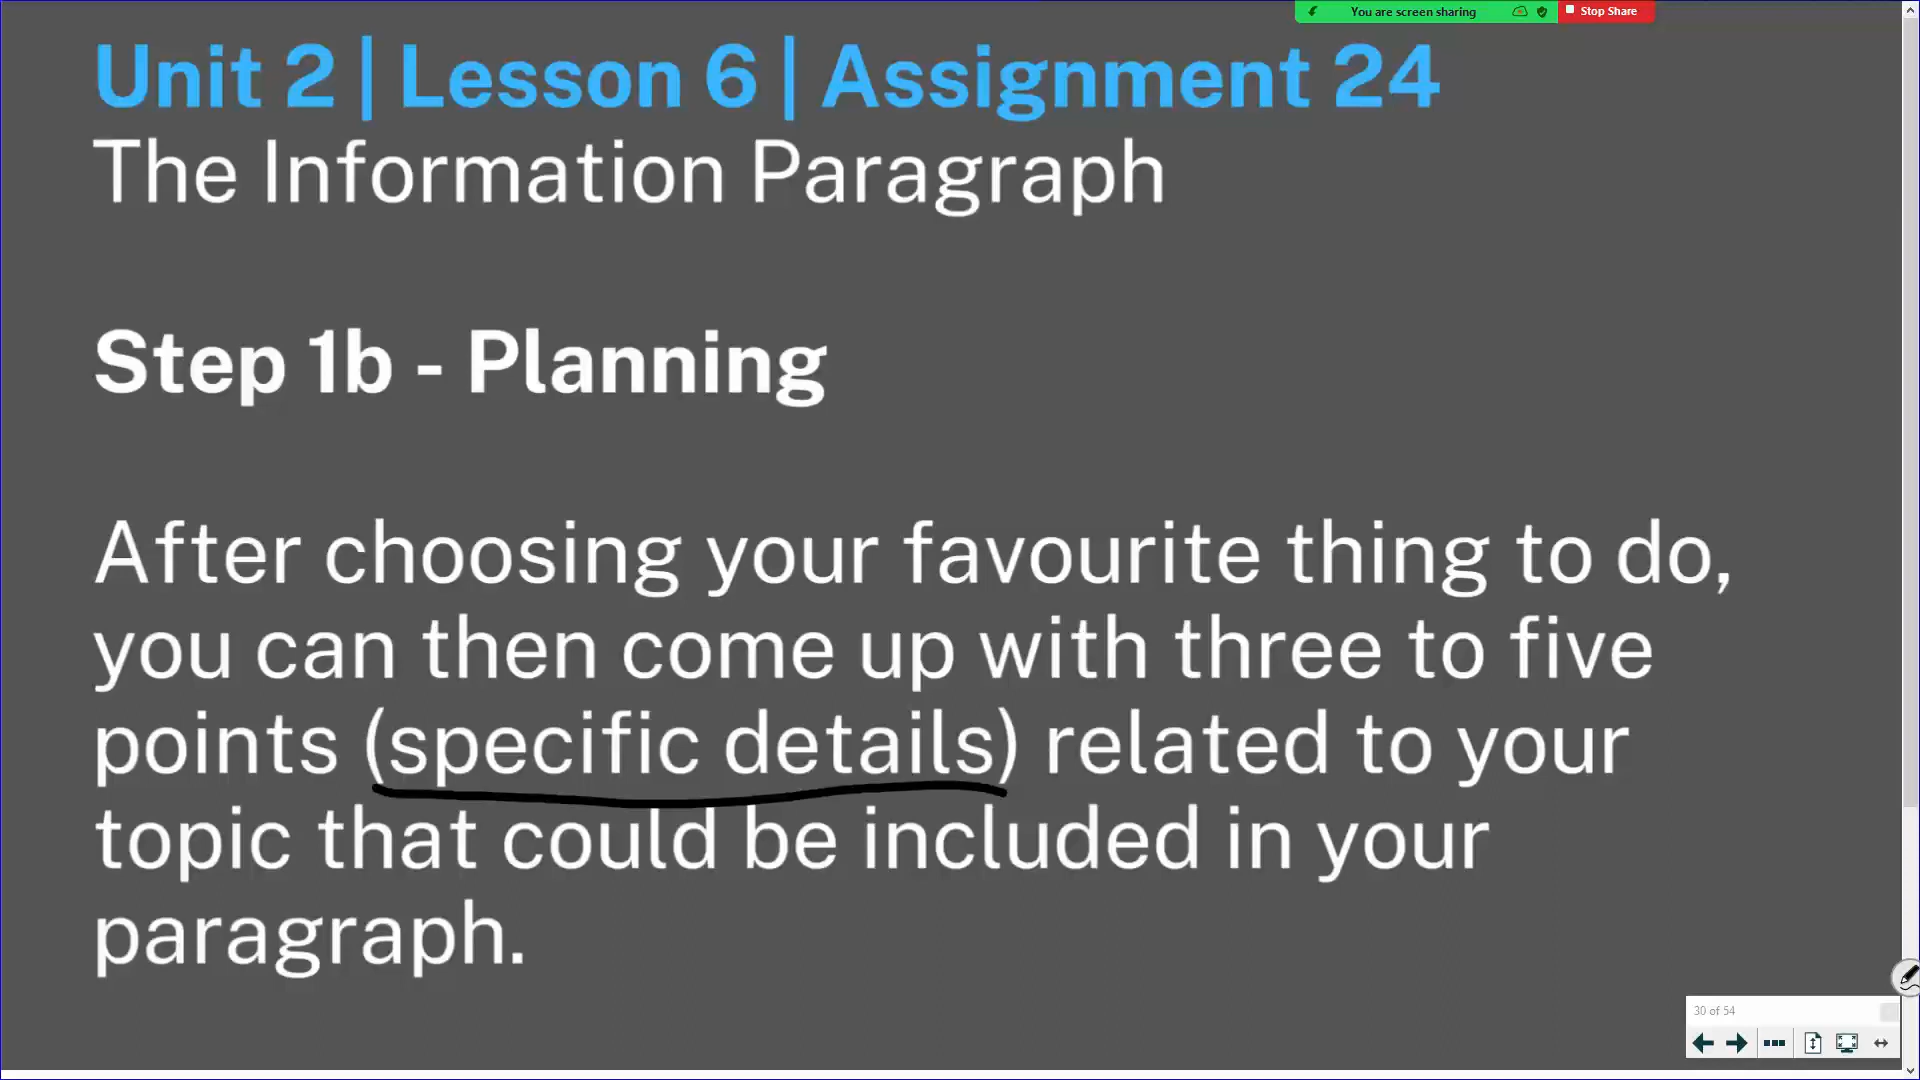 You are screen sharing Stop Share
Unit 2 | Lesson 6 | Assignment 24
The Information Paragraph
Step 1b - Planning
After choosing your favourite thing to do,
you can then come up with three to five
points (specific details) related to your
topic that could be included in your
paragraph.
30 of 54